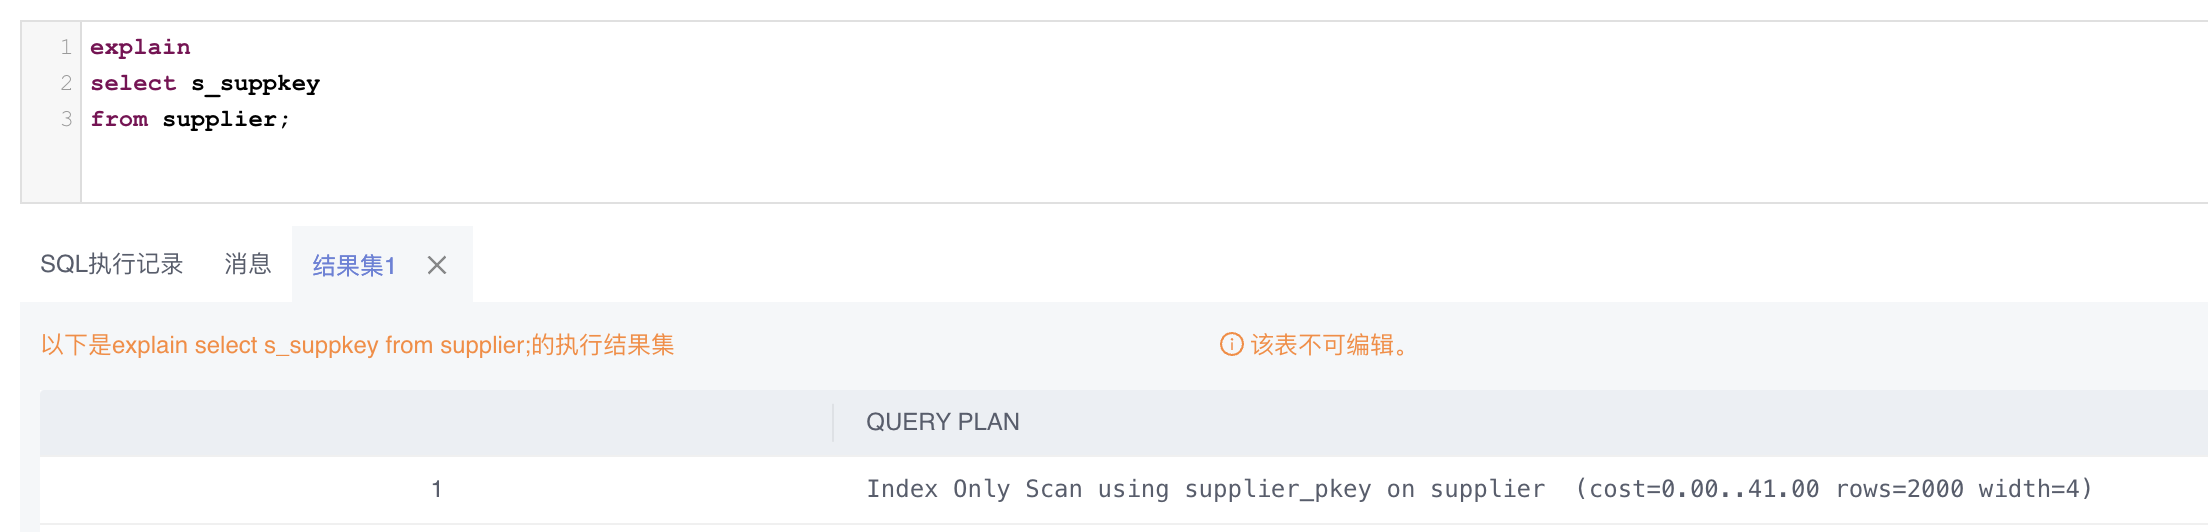 1 explain
2 select s_suppkey
3 from supplier;
SQL执行记录 消息 结果集1
以下是explain select s_suppkey from supplier;的执行结果集 该表不可编辑。
QUERY PLAN
1 Index Only Scan using supplier_pkey on supplier  (cost=0.00..41.00 rows=2000 width=4)